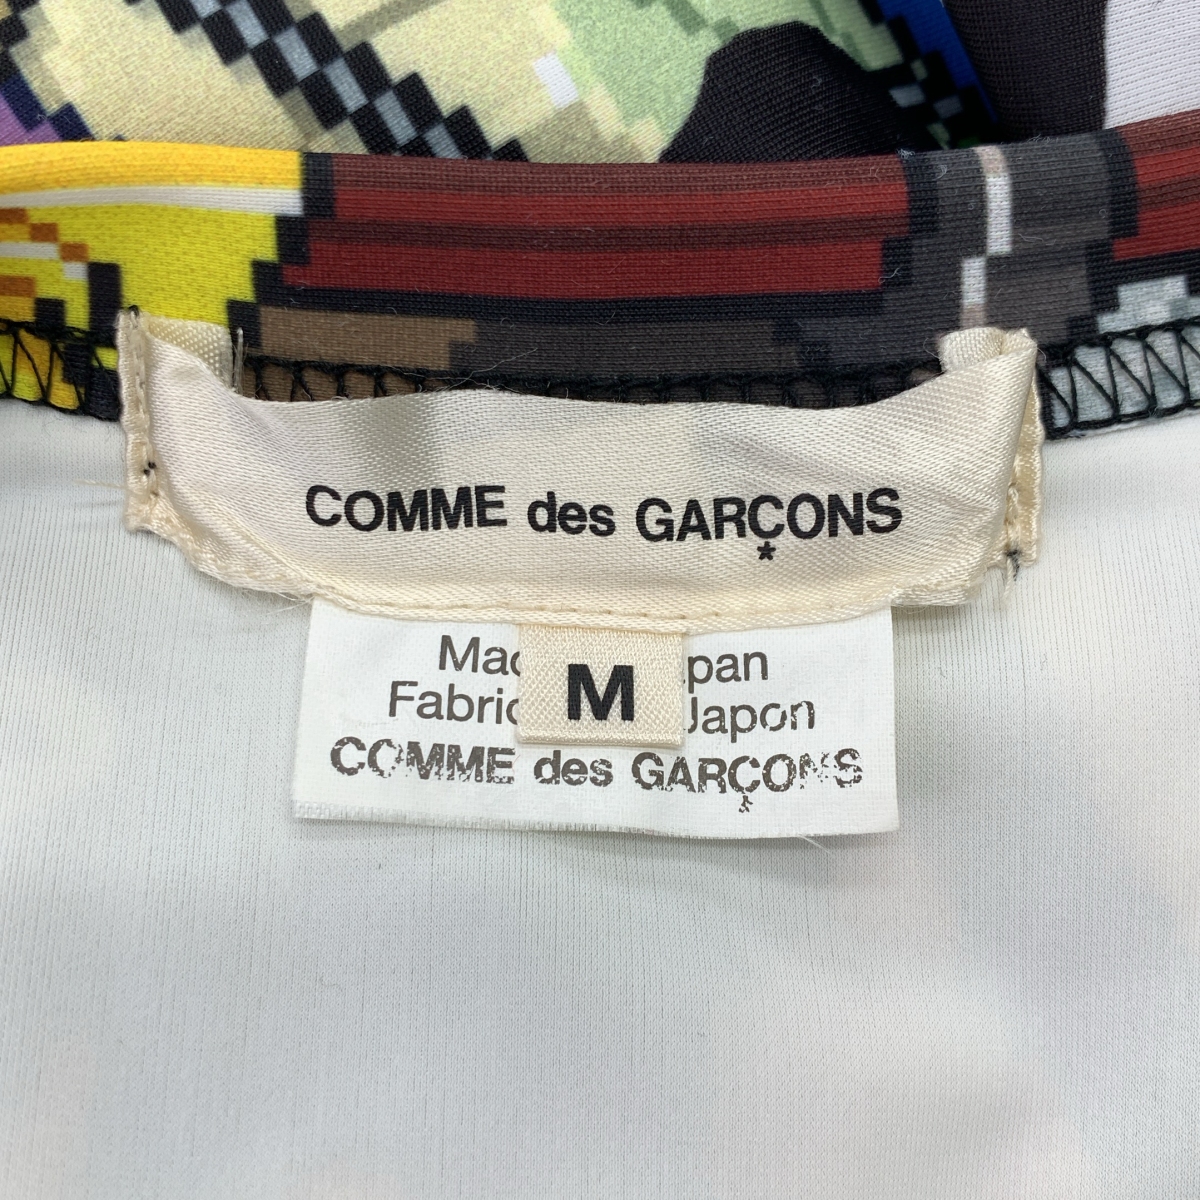 COMME des GARÇONS
*
Mac pan
Fabric Japon
M
COMME des GARÇONS